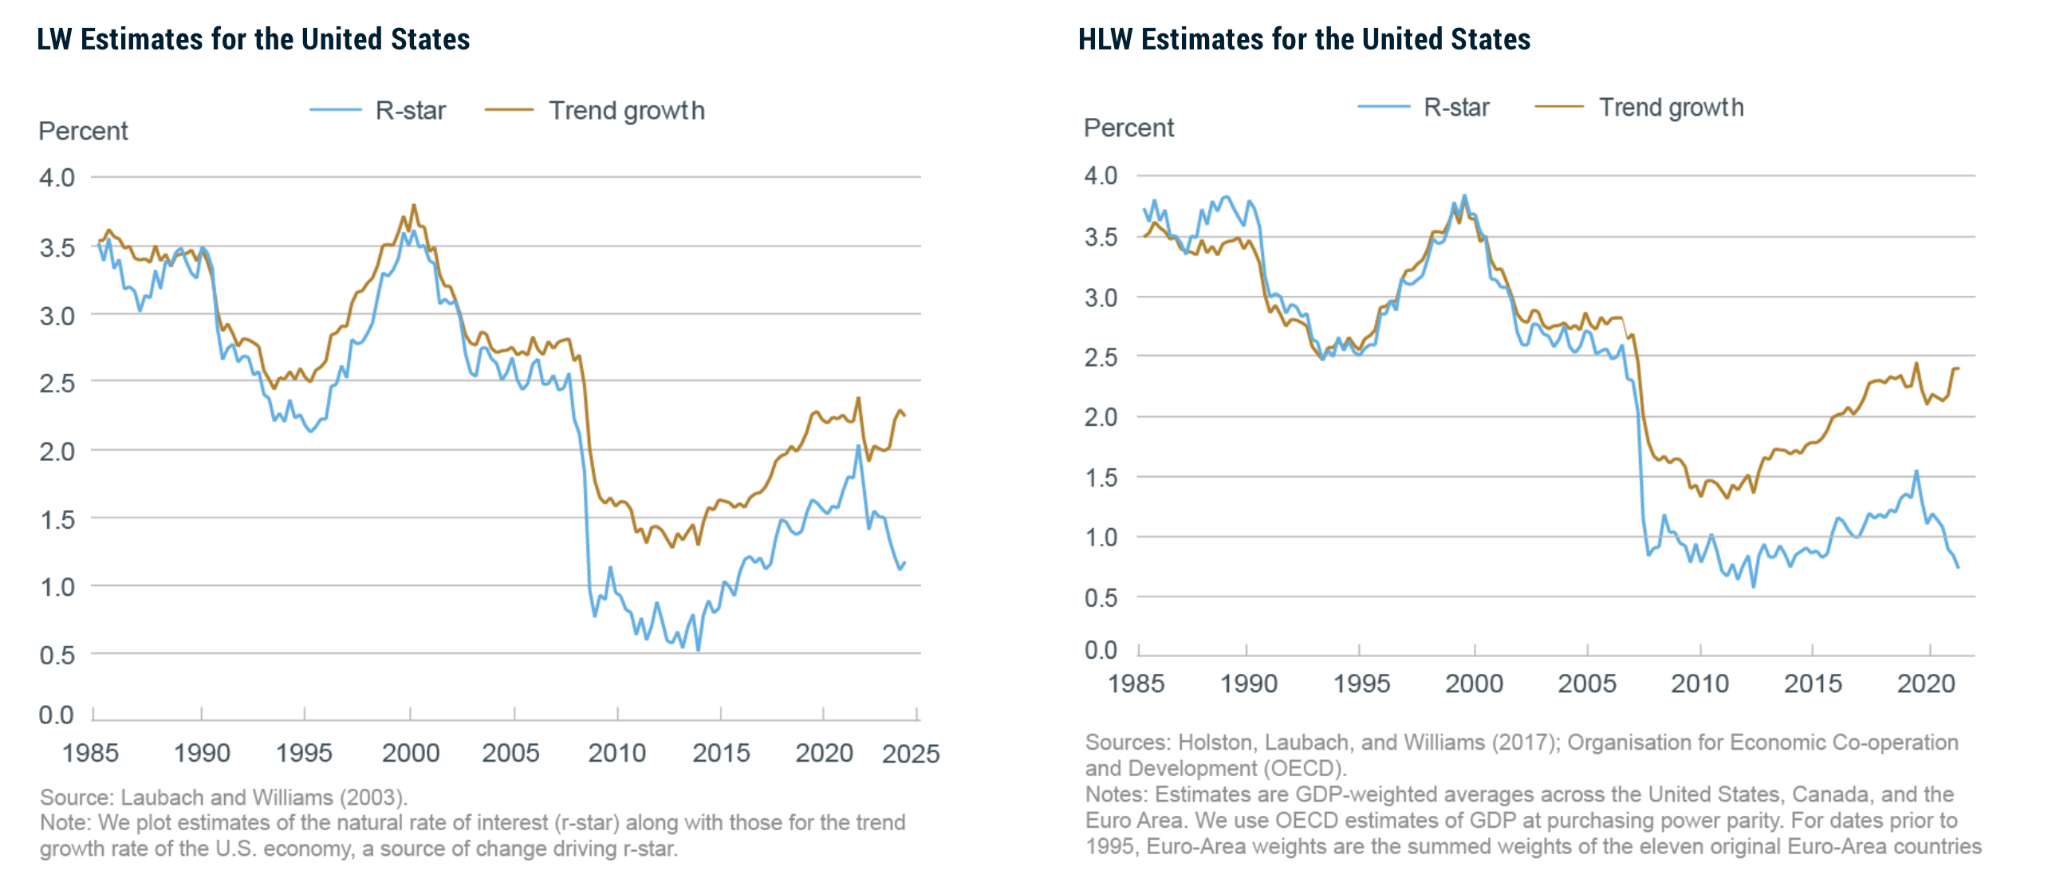 LW Estimates for the United States
R-star
Trend growth
Percent
4.0
3.5
3.0
2.5
2.0
1.5
1.0
0.5
0.0
1985 1990 1995 2000 2005 2010 2015 2020 2025
Source: Laubach and Williams (2003).
Note: We plot estimates of the natural rate of interest (r-star) along with those for the trend
growth rate of the U.S. economy, a source of change driving r-star.
HLW Estimates for the United States
R-star
Trend growth
Percent
4.0
3.5
3.0
2.5
2.0
1.5
1.0
0.5
0.0
1985 1990 1995 2000 2005 2010 2015 2020
Sources: Holston, Laubach, and Williams (2017); Organisation for Economic Co-operation
and Development (OECD).
Notes: Estimates are GDP-weighted averages across the United States, Canada, and the
Euro Area. We use OECD estimates of GDP at purchasing power parity. For dates prior to
1995, Euro-Area weights are the summed weights of the eleven original Euro-Area countries